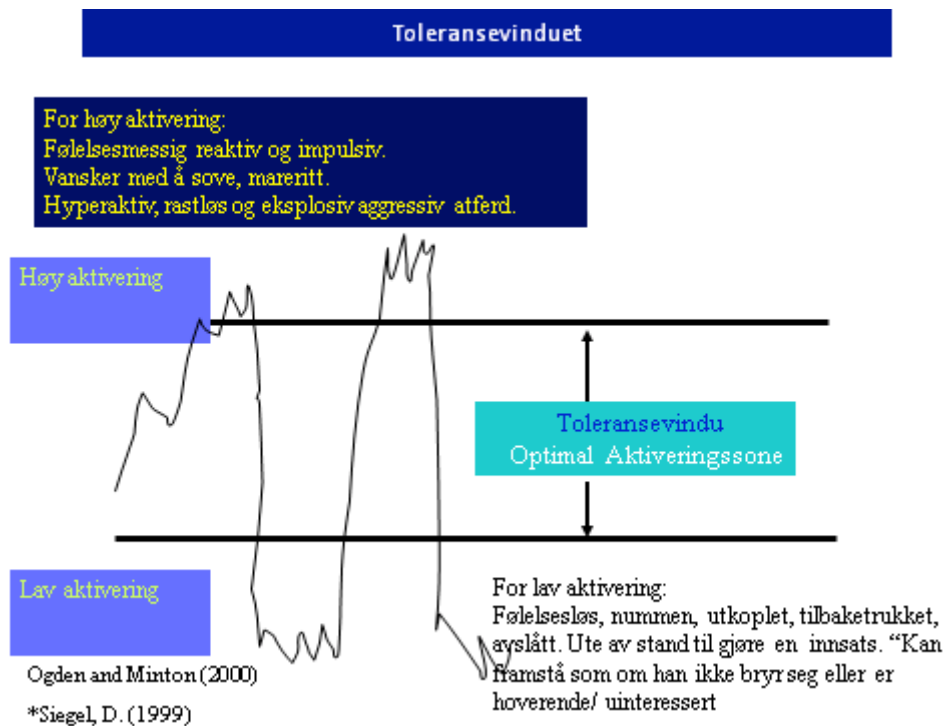 Toleransevinduet
For høy aktivering:
Følelsesmessig reaktiv og impulsiv.
Vansker med å sove, mareritt.
Hyperaktiv, rastløs og eksplosiv aggressiv atferd.
Høy aktivering
Toleransevindu
Optimal Aktiveringssone
Lav aktivering
For lav aktivering:
Følelsesløs, nummen, utkoplet, tilbaketrukket,
avslått. Ute av stand til gjøre en innsats. “Kan
framstå som om han ikke bryr seg eller er
hoverende/ uinteressert
Ogden and Minton (2000)
*Siegel, D. (1999)